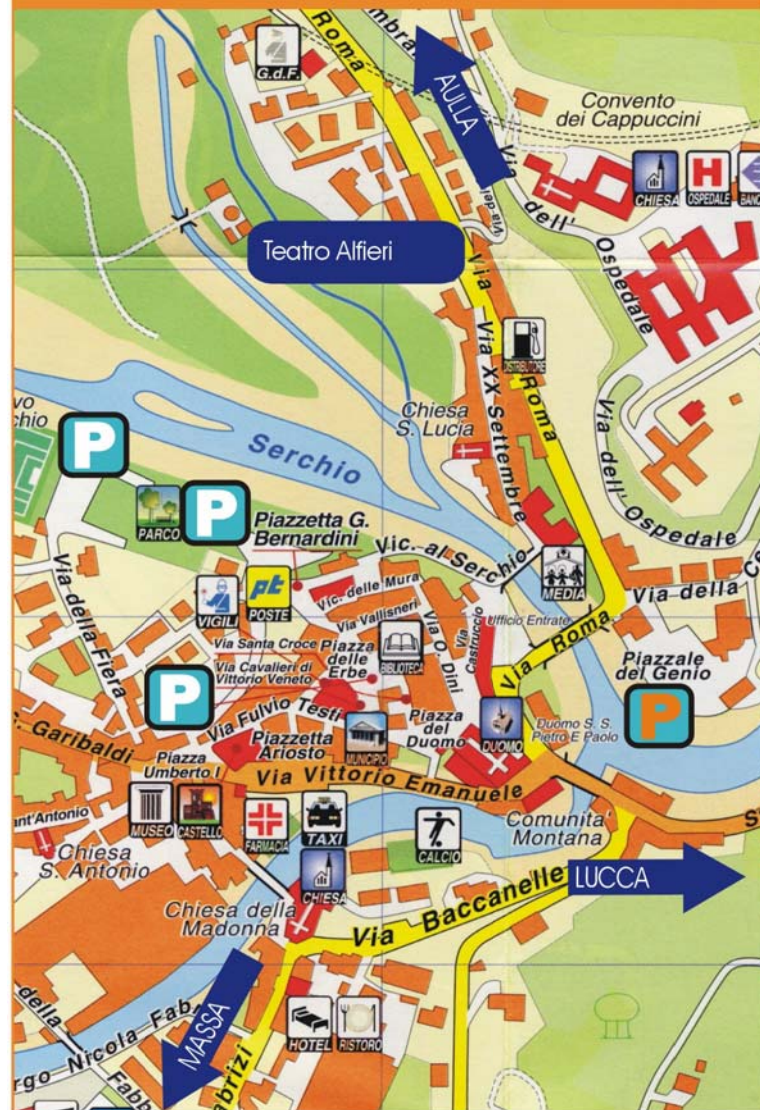 Roma
AULLA
G.d.F.
Convento
dei Cappuccini
CHIESA
OSPEDALE
Via dell' Ospedale
Teatro Alfieri
Via Roma
Via XX Settembre
DISTRIBUTORE
Chiesa
S. Lucia
Via dell' Ospedale
P
Serchio
PARCO
P
Piazzetta G.
Bernardini
Vic. al Serchio
MEDIA
Via della
VIGILI
pt
POSTE
Vic. delle Mura
Via Vallisneri
Via della Fiera
Via Santa Croce
Piazza
delle
Erbe
BIBLIOTECA
Via O. Dini
Via
Castruccio
Ufficio Entrate
Via Roma
Via Cavalieri di
Vittorio Veneto
Piazzale
del Genio
P
P
Via Fulvio Testi
Piazza
del
Duomo
DUOMO
Duomo S. S.
Pietro E Paolo
Garibaldi
Piazzetta
Ariosto
MUNICIPIO
Piazza
Umberto I
Via Vittorio Emanuele
MUSEO
CASTELLO
FARMACIA
TAXI
CALCIO
Comunita'
Montana
Chiesa
S. Antonio
CHIESA
LUCCA
Chiesa della
Madonna
Via Baccanelle
MASSA
HOTEL
RISTORO
della
Nicola